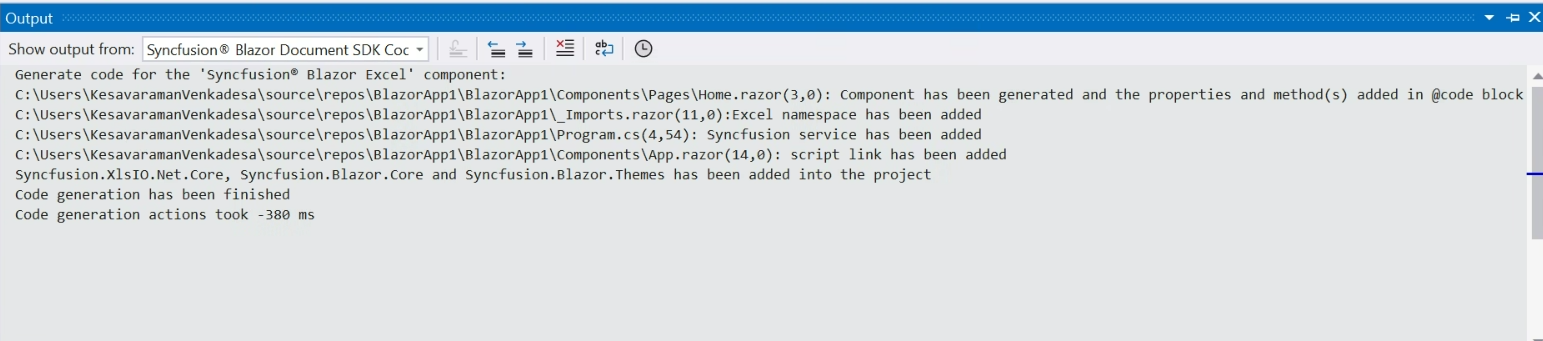 Output
Show output from: Syncfusion® Blazor Document SDK Coc
Generate code for the 'Syncfusion® Blazor Excel' component:
C:\Users\KesavaramanVenkadesa\source\repos\BlazorApp1\BlazorApp1\Components\Pages\Home.razor(3,0): Component has been generated and the properties and method(s) added in @code block
C:\Users\KesavaramanVenkadesa\source\repos\BlazorApp1\BlazorApp1\_Imports.razor(11,0):Excel namespace has been added
C:\Users\KesavaramanVenkadesa\source\repos\BlazorApp1\BlazorApp1\Program.cs(4,54): Syncfusion service has been added
C:\Users\KesavaramanVenkadesa\source\repos\BlazorApp1\BlazorApp1\Components\App.razor(14,0): script link has been added
Syncfusion.XlsIO.Net.Core, Syncfusion.Blazor.Core and Syncfusion.Blazor.Themes has been added into the project
Code generation has been finished
Code generation actions took -380 ms